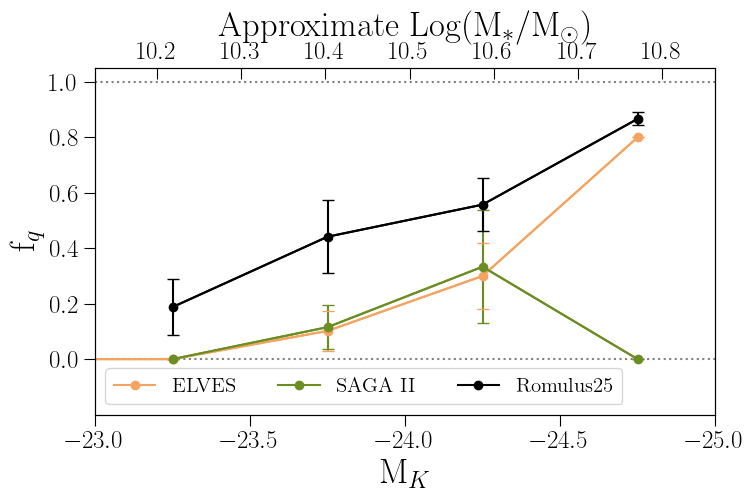 Approximate Log(M*/M☉)
10.2 10.3 10.4 10.5 10.6 10.7 10.8
1.0
0.8
0.6
0.4
0.2
0.0
f_q
ELVES SAGA II Romulus25
−23.0 −23.5 −24.0 −24.5 −25.0
M_K